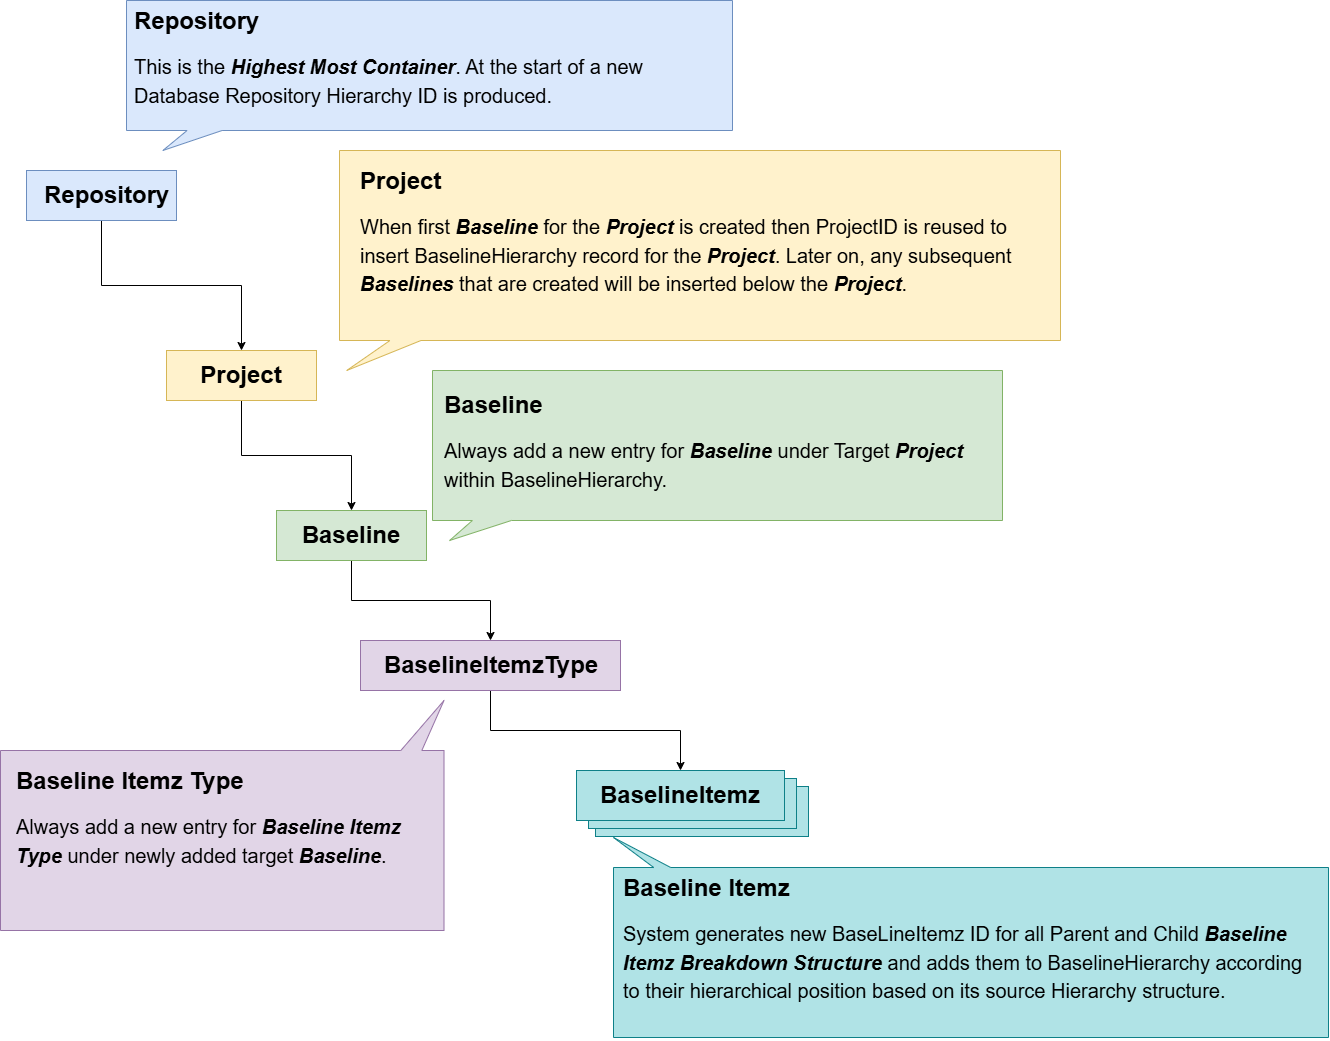 Repository
This is the Highest Most Container. At the start of a new
Database Repository Hierarchy ID is produced.
Repository
Project
When first Baseline for the Project is created then ProjectID is reused to
insert BaselineHierarchy record for the Project. Later on, any subsequent
Baselines that are created will be inserted below the Project.
Project
Baseline
Always add a new entry for Baseline under Target Project
within BaselineHierarchy.
Baseline
BaselineItemzType
Baseline Itemz Type
Always add a new entry for Baseline Itemz
Type under newly added target Baseline.
BaselineItemz
Baseline Itemz
System generates new BaseLineItemz ID for all Parent and Child Baseline
Itemz Breakdown Structure and adds them to BaselineHierarchy according
to their hierarchical position based on its source Hierarchy structure.